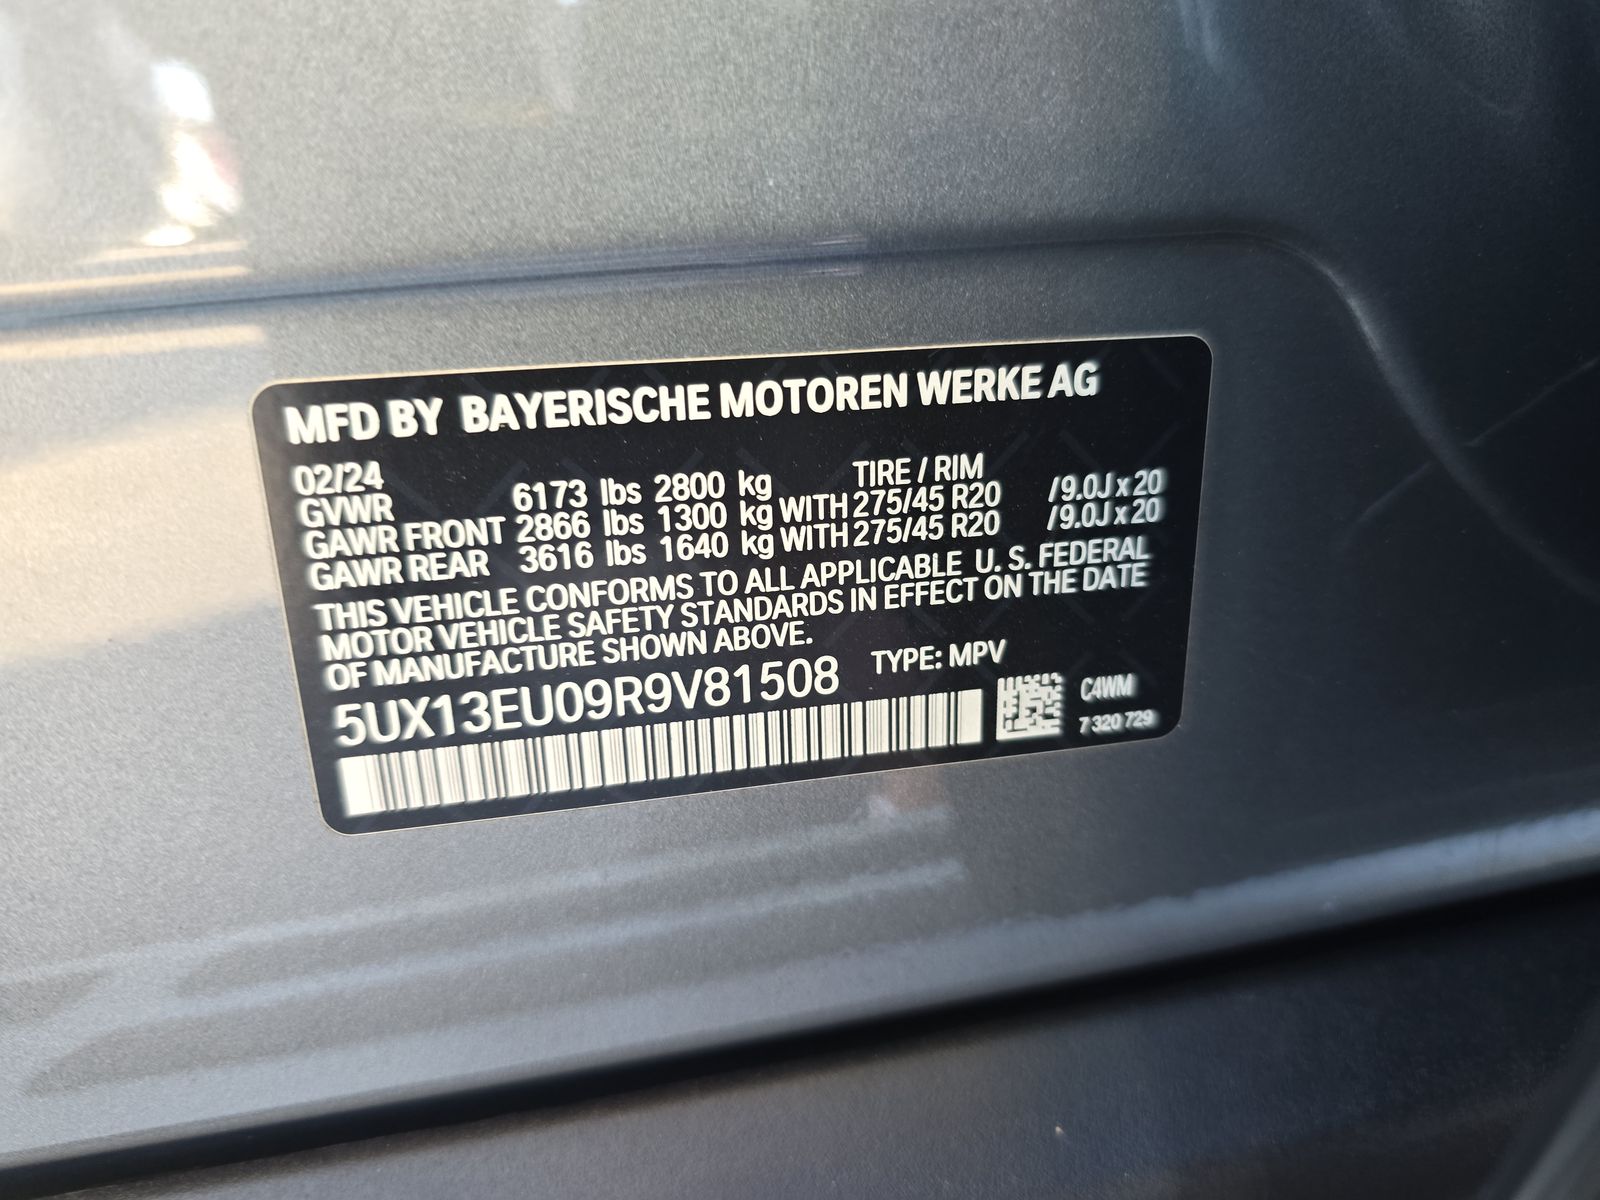 MFD BY BAYERISCHE MOTOREN WERKE AG
02/24 TIRE / RIM
GVWR 6173 lbs 2800 kg
GAWR FRONT 2866 lbs 1300 kg WITH 275/45 R20 /9.0J x 20
GAWR REAR 3616 lbs 1640 kg WITH 275/45 R20 /9.0J x 20
THIS VEHICLE CONFORMS TO ALL APPLICABLE U. S. FEDERAL
MOTOR VEHICLE SAFETY STANDARDS IN EFFECT ON THE DATE
OF MANUFACTURE SHOWN ABOVE.
5UX13EU09R9V81508 TYPE: MPV
C4WM
7 320 729